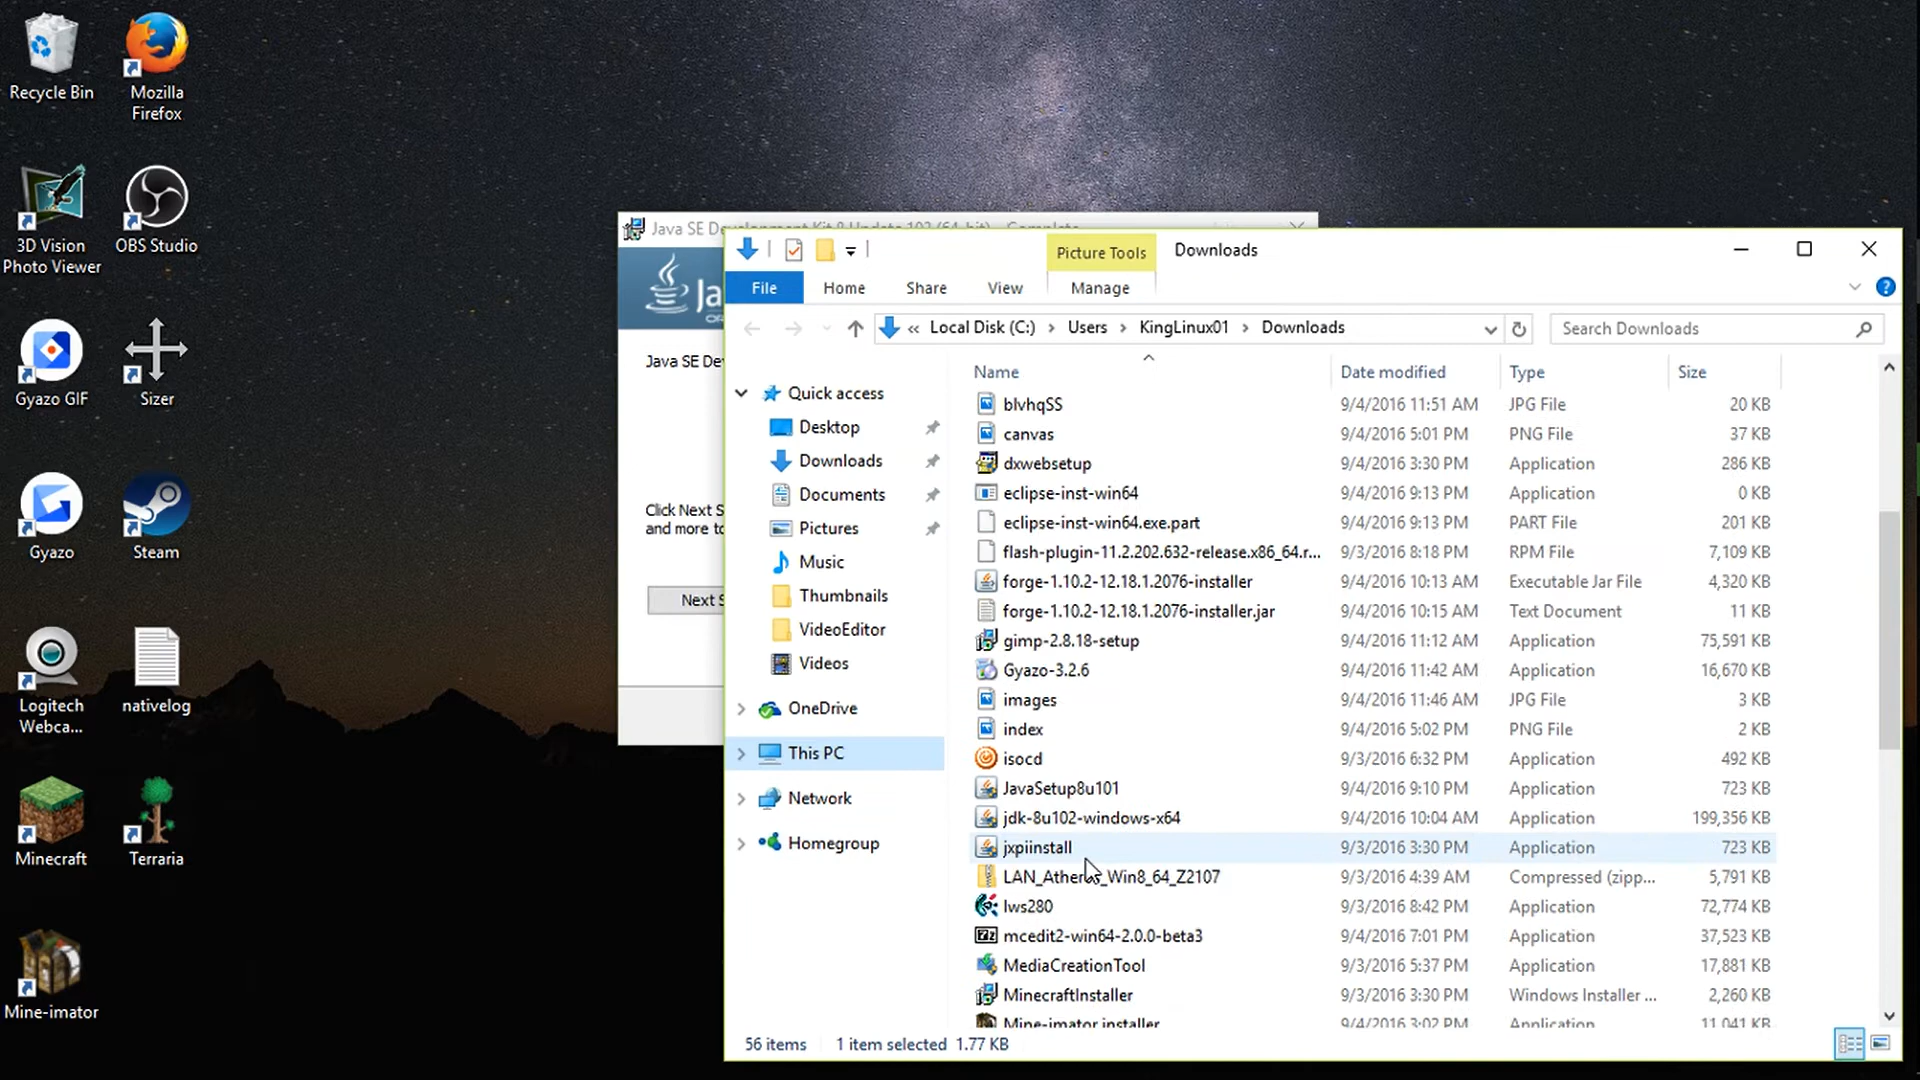 Recycle Bin
Mozilla
Firefox
3D Vision
Photo Viewer
OBS Studio
Gyazo GIF
Sizer
Gyazo
Steam
Logitech
Webca...
nativelog
Minecraft
Terraria
Mine-imator
Java SE Development Kit 8 Update 102 (64-bit) - Complete
Ja
Java SE Dev
Click Next S
and more to
Next S
Picture Tools
Downloads
File
Home
Share
View
Manage
« Local Disk (C:) > Users > KingLinux01 > Downloads
Search Downloads
Quick access
Desktop
Downloads
Documents
Pictures
Music
Thumbnails
VideoEditor
Videos
OneDrive
This PC
Network
Homegroup
Name Date modified Type Size
blvhqSS 9/4/2016 11:51 AM JPG File 20 KB
canvas 9/4/2016 5:01 PM PNG File 37 KB
dxwebsetup 9/4/2016 3:30 PM Application 286 KB
eclipse-inst-win64 9/4/2016 9:13 PM Application 0 KB
eclipse-inst-win64.exe.part 9/4/2016 9:13 PM PART File 201 KB
flash-plugin-11.2.202.632-release.x86_64.r... 9/3/2016 8:18 PM RPM File 7,109 KB
forge-1.10.2-12.18.1.2076-installer 9/4/2016 10:13 AM Executable Jar File 4,320 KB
forge-1.10.2-12.18.1.2076-installer.jar 9/4/2016 10:15 AM Text Document 11 KB
gimp-2.8.18-setup 9/4/2016 11:12 AM Application 75,591 KB
Gyazo-3.2.6 9/4/2016 11:42 AM Application 16,670 KB
images 9/4/2016 11:46 AM JPG File 3 KB
index 9/4/2016 5:02 PM PNG File 2 KB
isocd 9/3/2016 6:32 PM Application 492 KB
JavaSetup8u101 9/4/2016 9:10 PM Application 723 KB
jdk-8u102-windows-x64 9/4/2016 10:04 AM Application 199,356 KB
jxpiinstall 9/3/2016 3:30 PM Application 723 KB
LAN_Atheros_Win8_64_Z2107 9/3/2016 4:39 AM Compressed (zipp... 5,791 KB
lws280 9/3/2016 8:42 PM Application 72,774 KB
mcedit2-win64-2.0.0-beta3 9/4/2016 7:01 PM Application 37,523 KB
MediaCreationTool 9/3/2016 5:37 PM Application 17,881 KB
MinecraftInstaller 9/3/2016 3:30 PM Windows Installer ... 2,260 KB
Mine-imator installer 9/4/2016 3:02 PM Application 11,041 KB
56 items 1 item selected 1.77 KB